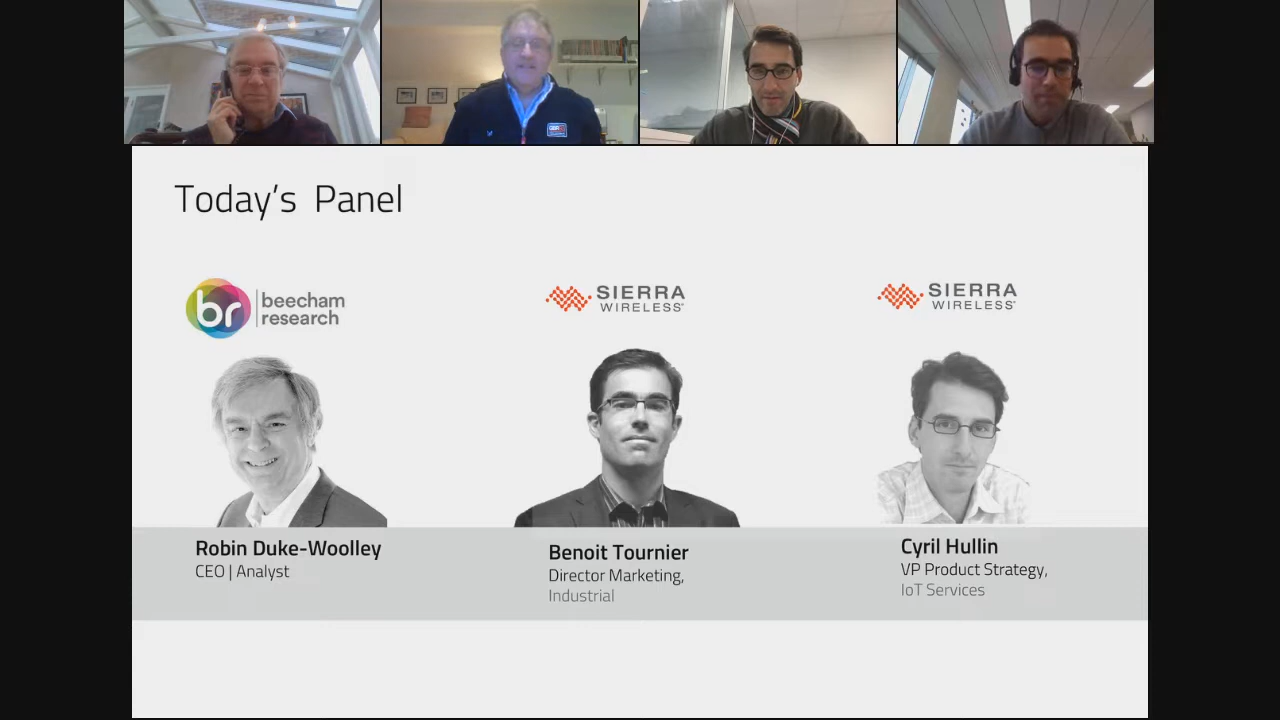 Today's Panel
br
beecham
research
SIERRA
WIRELESS®
SIERRA
WIRELESS®
Robin Duke-Woolley
CEO | Analyst
Benoit Tournier
Director Marketing,
Industrial
Cyril Hullin
VP Product Strategy,
IoT Services